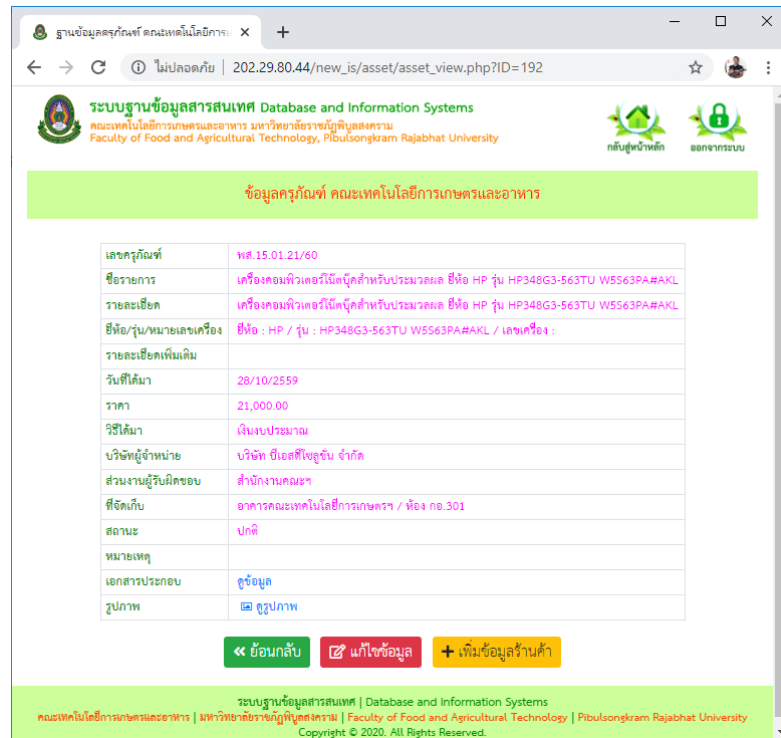 ฐานข้อมูลครุภัณฑ์ คณะเทคโนโลยีการเ
ไม่ปลอดภัย | 202.29.80.44/new_is/asset/asset_view.php?ID=192
ระบบฐานข้อมูลสารสนเทศ Database and Information Systems
คณะเทคโนโลยีการเกษตรและอาหาร มหาวิทยาลัยราชภัฏพิบูลสงคราม
Faculty of Food and Agricultural Technology, Pibulsongkram Rajabhat University
กลับสู่หน้าหลัก ออกจากระบบ
ข้อมูลครุภัณฑ์ คณะเทคโนโลยีการเกษตรและอาหาร
เลขครุภัณฑ์ พส.15.01.21/60
ชื่อรายการ เครื่องคอมพิวเตอร์โน๊ตบุ๊คสำหรับประมวลผล ยี่ห้อ HP รุ่น HP348G3-563TU W5S63PA#AKL
รายละเอียด เครื่องคอมพิวเตอร์โน๊ตบุ๊คสำหรับประมวลผล ยี่ห้อ HP รุ่น HP348G3-563TU W5S63PA#AKL
ยี่ห้อ/รุ่น/หมายเลขเครื่อง ยี่ห้อ : HP / รุ่น : HP348G3-563TU W5S63PA#AKL / เลขเครื่อง :
รายละเอียดเพิ่มเติม
วันที่ได้มา 28/10/2559
ราคา 21,000.00
วิธีได้มา เงินงบประมาณ
บริษัทผู้จำหน่าย บริษัท ซีเอสดีโซลูชั่น จำกัด
ส่วนงานผู้รับผิดชอบ สำนักงานคณะฯ
ที่จัดเก็บ อาคารคณะเทคโนโลยีการเกษตรฯ / ห้อง กอ.301
สถานะ ปกติ
หมายเหตุ
เอกสารประกอบ ดูข้อมูล
รูปภาพ ดูรูปภาพ
ย้อนกลับ แก้ไขข้อมูล เพิ่มข้อมูลร้านค้า
ระบบฐานข้อมูลสารสนเทศ | Database and Information Systems
คณะเทคโนโลยีการเกษตรและอาหาร | มหาวิทยาลัยราชภัฏพิบูลสงคราม | Faculty of Food and Agricultural Technology | Pibulsongkram Rajabhat University
Copyright © 2020. All Rights Reserved.